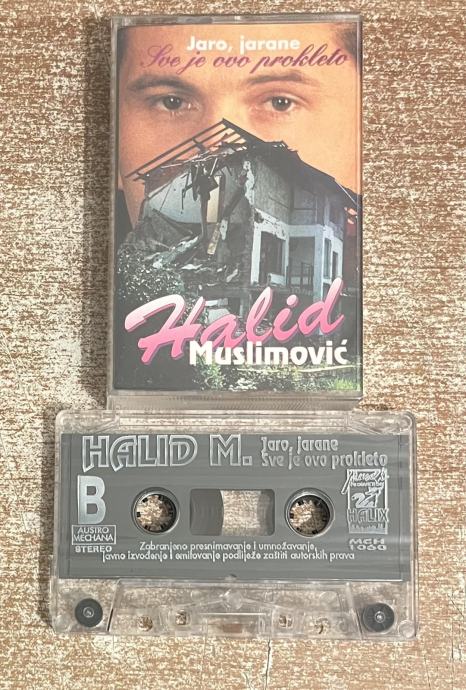 Jaro, jarane
Sve je ovo prokleto
Halid
Muslimović
HALID M.
Jaro, jarane
Sve je ovo prokleto
B
AUSTRO
MECHANA
STEREO
HALIX
MCH
1060
Zabranjeno presnimavanje i umnožavanje,
javno izvođenje i emitovanje podliježe zaštiti autorskih prava